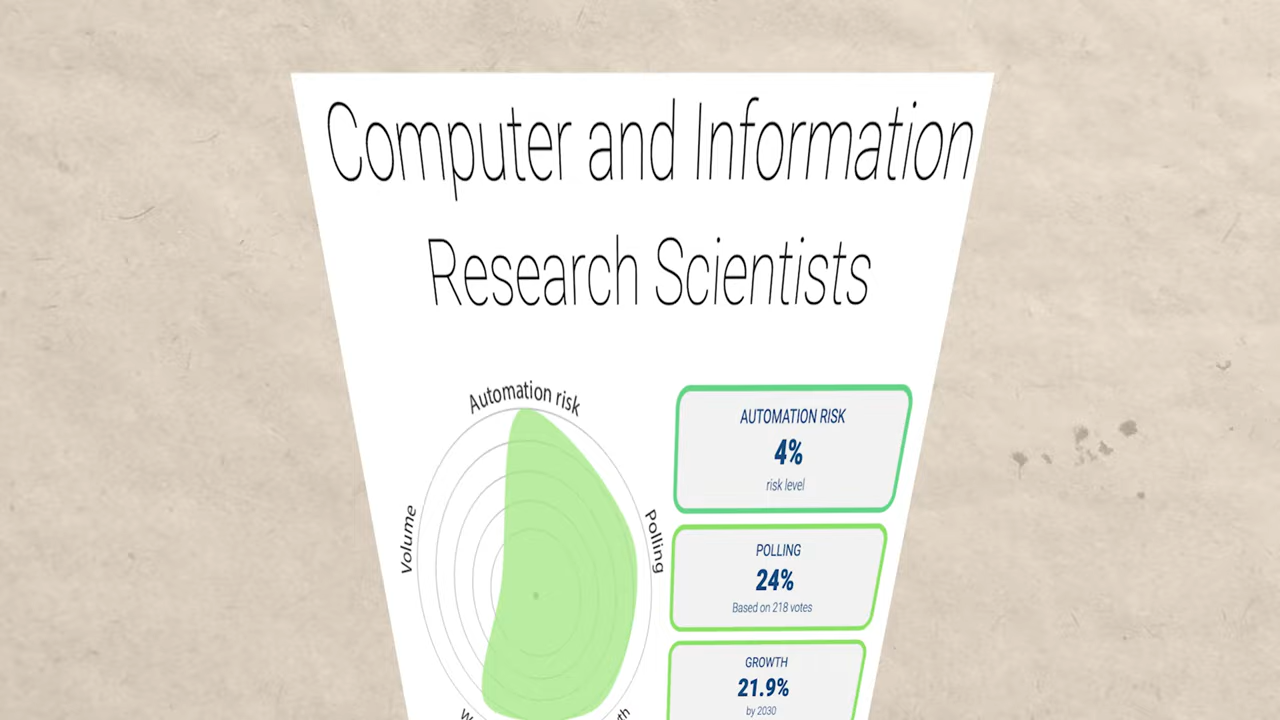 Computer and Information
Research Scientists
Automation risk
Volume
Polling
AUTOMATION RISK
4%
risk level
POLLING
24%
Based on 218 votes
GROWTH
21.9%
by 2030